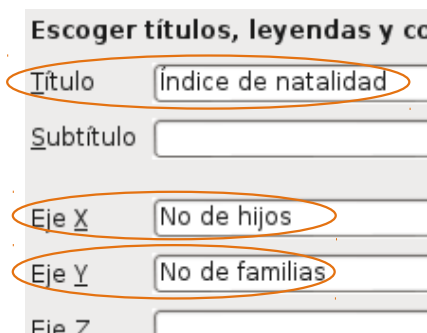 Escoger títulos, leyendas y co
Título Índice de natalidad
Subtítulo
Eje X No de hijos
Eje Y No de familias
Eje Z